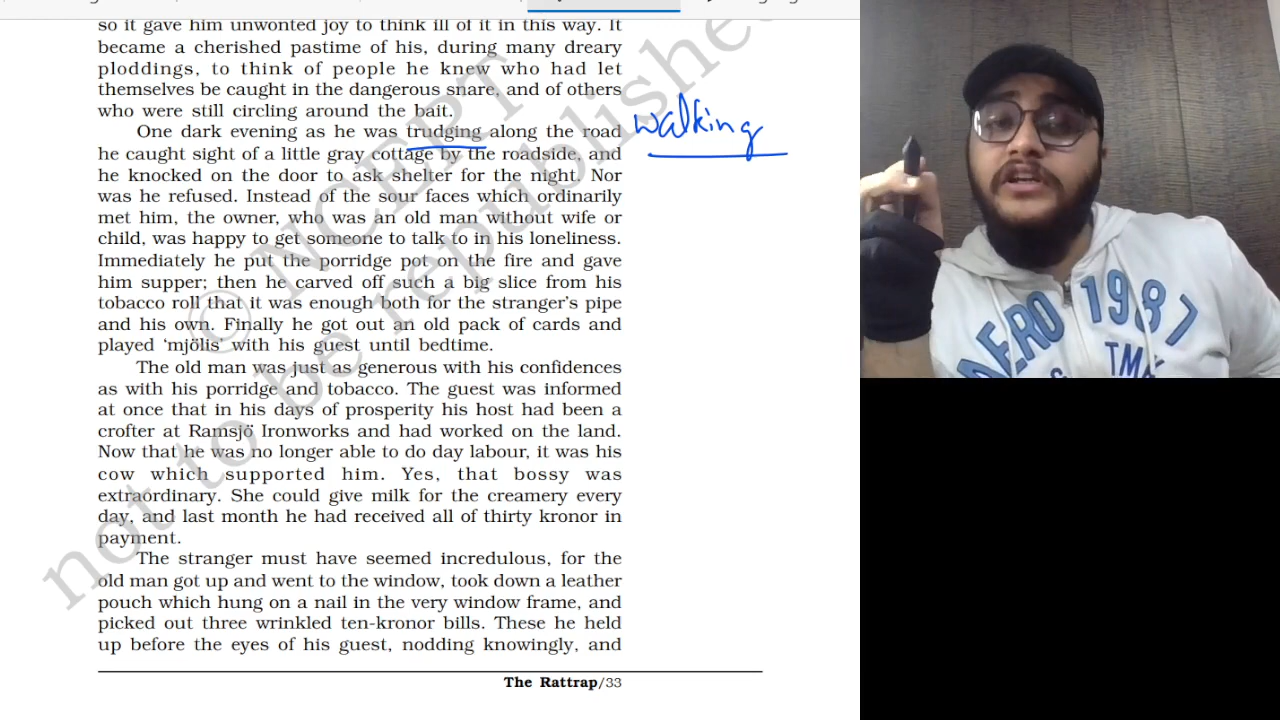 so it gave him unwonted joy to think ill of it in this way. It
became a cherished pastime of his, during many dreary
ploddings, to think of people he knew who had let
themselves be caught in the dangerous snare, and of others
who were still circling around the bait.
One dark evening as he was trudging along the road
walking
he caught sight of a little gray cottage by the roadside, and
he knocked on the door to ask shelter for the night. Nor
was he refused. Instead of the sour faces which ordinarily
met him, the owner, who was an old man without wife or
child, was happy to get someone to talk to in his loneliness.
Immediately he put the porridge pot on the fire and gave
him supper; then he carved off such a big slice from his
tobacco roll that it was enough both for the stranger's pipe
and his own. Finally he got out an old pack of cards and
played ‘mjölis’ with his guest until bedtime.
The old man was just as generous with his confidences
as with his porridge and tobacco. The guest was informed
at once that in his days of prosperity his host had been a
crofter at Ramsjö Ironworks and had worked on the land.
Now that he was no longer able to do day labour, it was his
cow which supported him. Yes, that bossy was
extraordinary. She could give milk for the creamery every
day, and last month he had received all of thirty kronor in
payment.
The stranger must have seemed incredulous, for the
old man got up and went to the window, took down a leather
pouch which hung on a nail in the very window frame, and
picked out three wrinkled ten-kronor bills. These he held
up before the eyes of his guest, nodding knowingly, and
The Rattrap/33
© NCERT
not to be republished
AERO 1987
TM